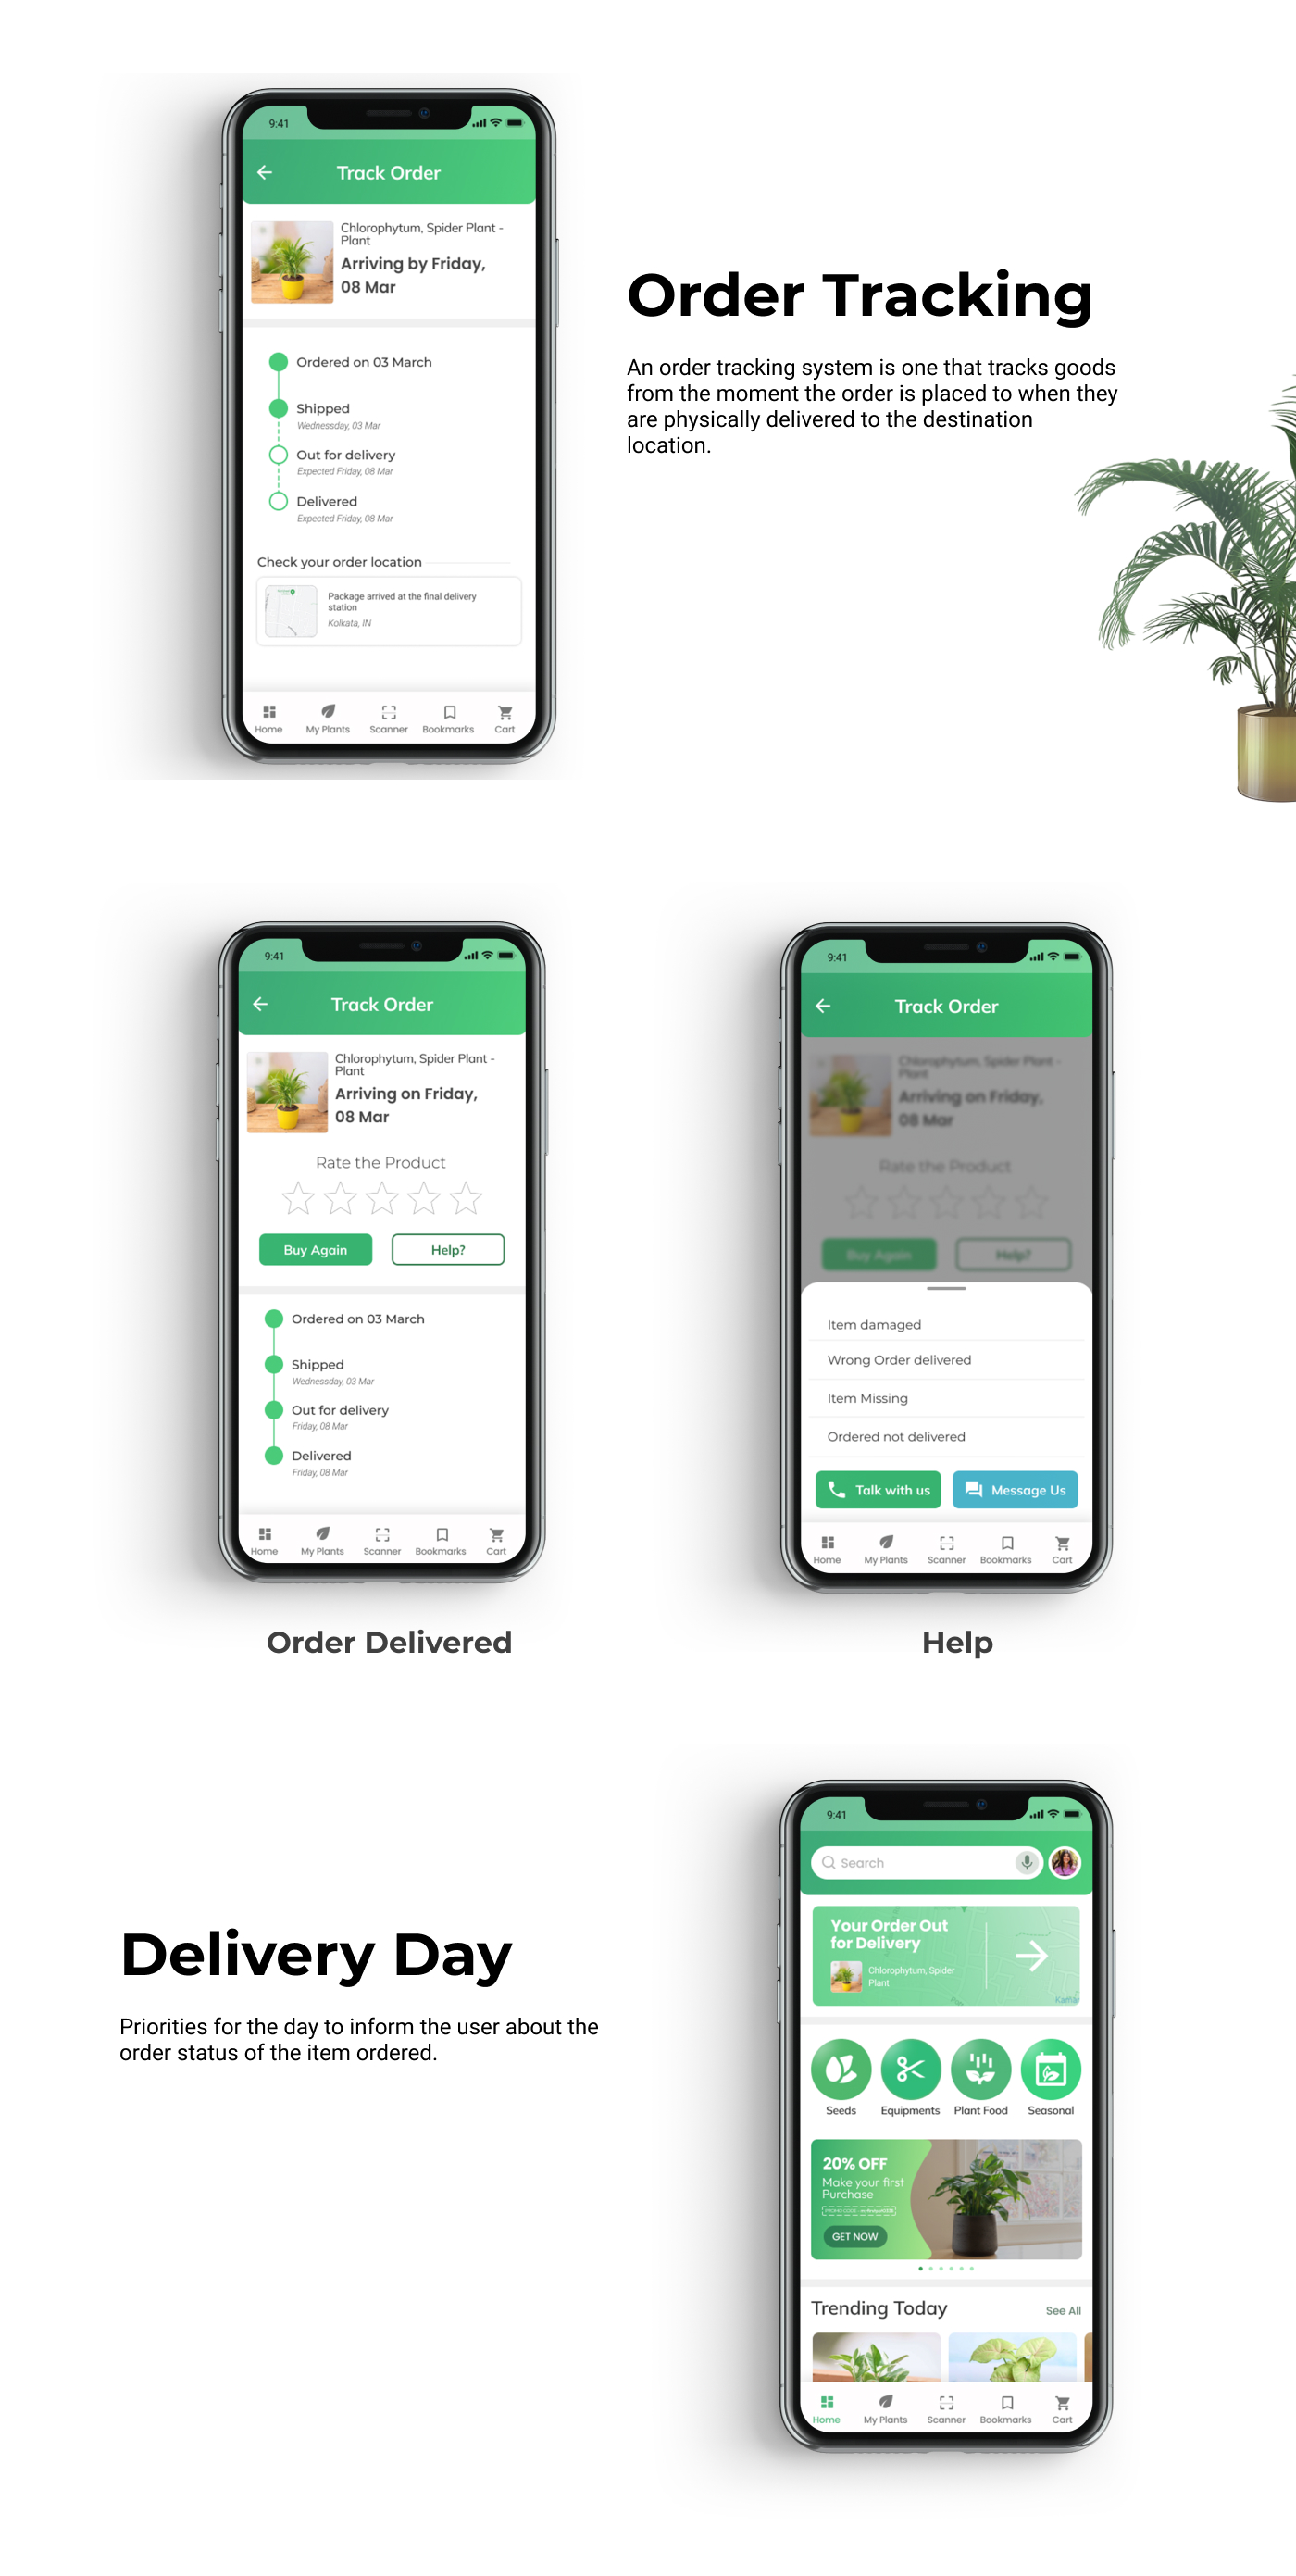 9:41
Track Order
Chlorophytum, Spider Plant -
Plant
Arriving by Friday,
08 Mar
Ordered on 03 March
Shipped
Wednessday, 03 Mar
Out for delivery
Expected Friday, 08 Mar
Delivered
Expected Friday, 08 Mar
Check your order location
Package arrived at the final delivery
station
Kolkata, IN
Home My Plants Scanner Bookmarks Cart
Order Tracking
An order tracking system is one that tracks goods
from the moment the order is placed to when they
are physically delivered to the destination
location.
9:41
Track Order
Chlorophytum, Spider Plant -
Plant
Arriving on Friday,
08 Mar
Rate the Product
Buy Again Help?
Ordered on 03 March
Shipped
Wednessday, 03 Mar
Out for delivery
Friday, 08 Mar
Delivered
Friday, 08 Mar
Home My Plants Scanner Bookmarks Cart
Order Delivered
9:41
Track Order
Chlorophytum, Spider Plant -
Plant
Arriving on Friday,
08 Mar
Rate the Product
Buy Again Help?
Item damaged
Wrong Order delivered
Item Missing
Ordered not delivered
Talk with us Message Us
Home My Plants Scanner Bookmarks Cart
Help
Delivery Day
Priorities for the day to inform the user about the
order status of the item ordered.
9:41
Search
Your Order Out
for Delivery
Chlorophytum, Spider
Plant
Seeds Equipments Plant Food Seasonal
20% OFF
Make your first
Purchase
GET NOW
Trending Today See All
Home My Plants Scanner Bookmarks Cart